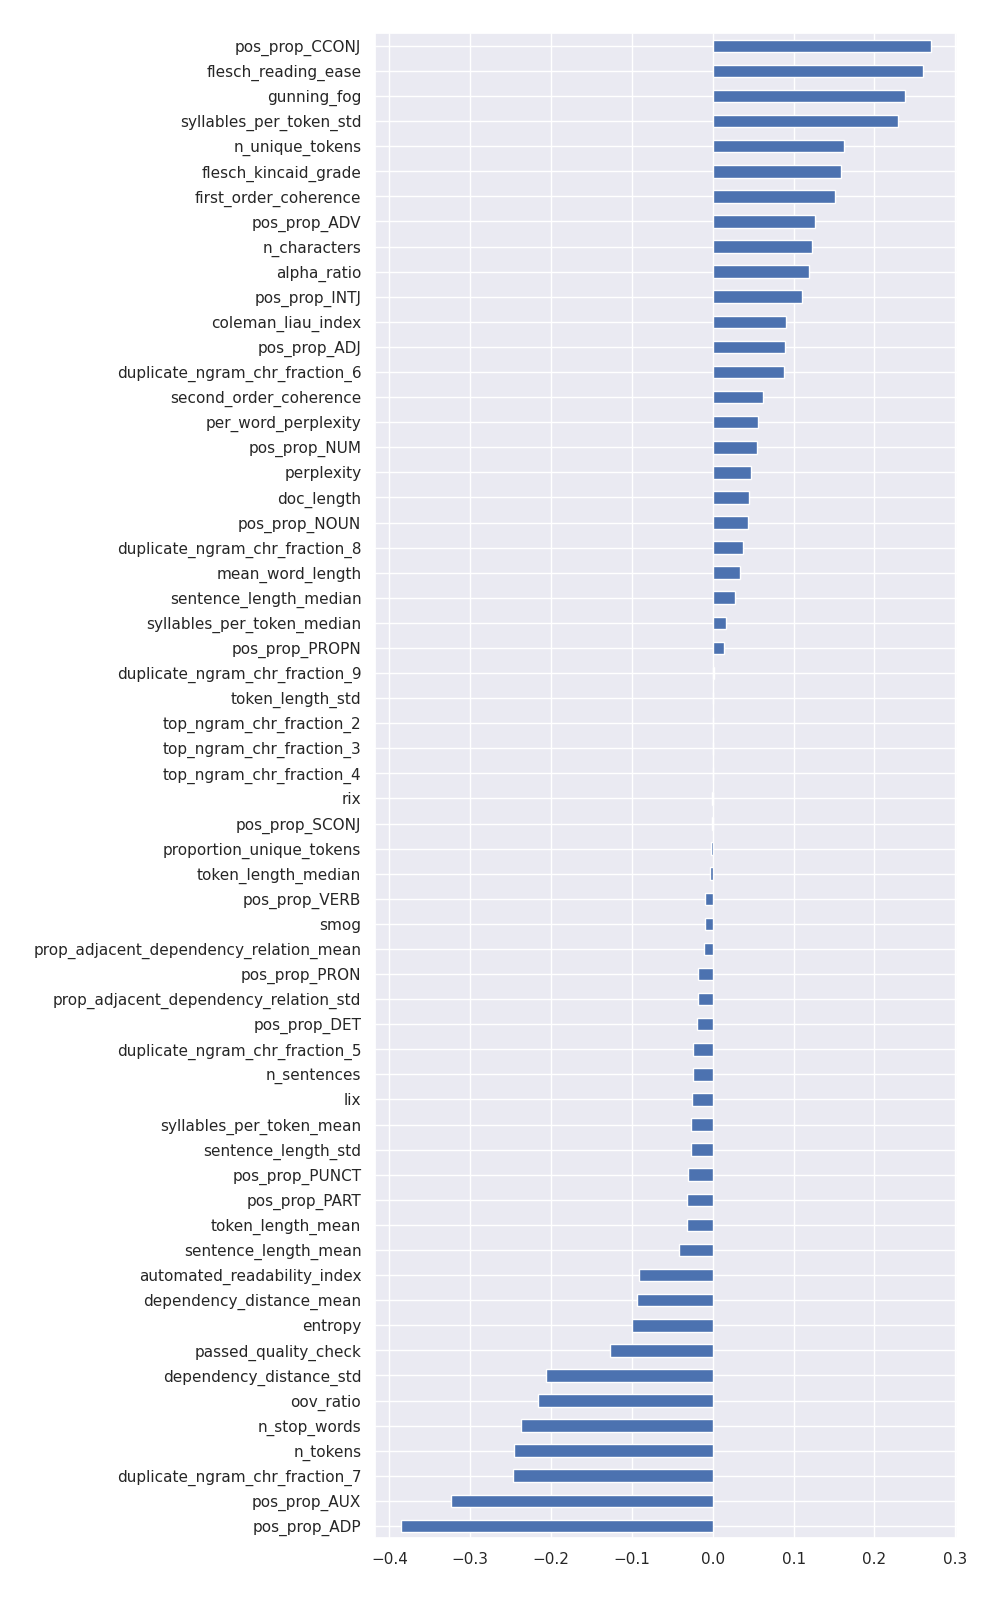 pos_prop_CCONJ
flesch_reading_ease
gunning_fog
syllables_per_token_std
n_unique_tokens
flesch_kincaid_grade
first_order_coherence
pos_prop_ADV
n_characters
alpha_ratio
pos_prop_INTJ
coleman_liau_index
pos_prop_ADJ
duplicate_ngram_chr_fraction_6
second_order_coherence
per_word_perplexity
pos_prop_NUM
perplexity
doc_length
pos_prop_NOUN
duplicate_ngram_chr_fraction_8
mean_word_length
sentence_length_median
syllables_per_token_median
pos_prop_PROPN
duplicate_ngram_chr_fraction_9
token_length_std
top_ngram_chr_fraction_2
top_ngram_chr_fraction_3
top_ngram_chr_fraction_4
rix
pos_prop_SCONJ
proportion_unique_tokens
token_length_median
pos_prop_VERB
smog
prop_adjacent_dependency_relation_mean
pos_prop_PRON
prop_adjacent_dependency_relation_std
pos_prop_DET
duplicate_ngram_chr_fraction_5
n_sentences
lix
syllables_per_token_mean
sentence_length_std
pos_prop_PUNCT
pos_prop_PART
token_length_mean
sentence_length_mean
automated_readability_index
dependency_distance_mean
entropy
passed_quality_check
dependency_distance_std
oov_ratio
n_stop_words
n_tokens
duplicate_ngram_chr_fraction_7
pos_prop_AUX
pos_prop_ADP
−0.4 −0.3 −0.2 −0.1 0.0 0.1 0.2 0.3